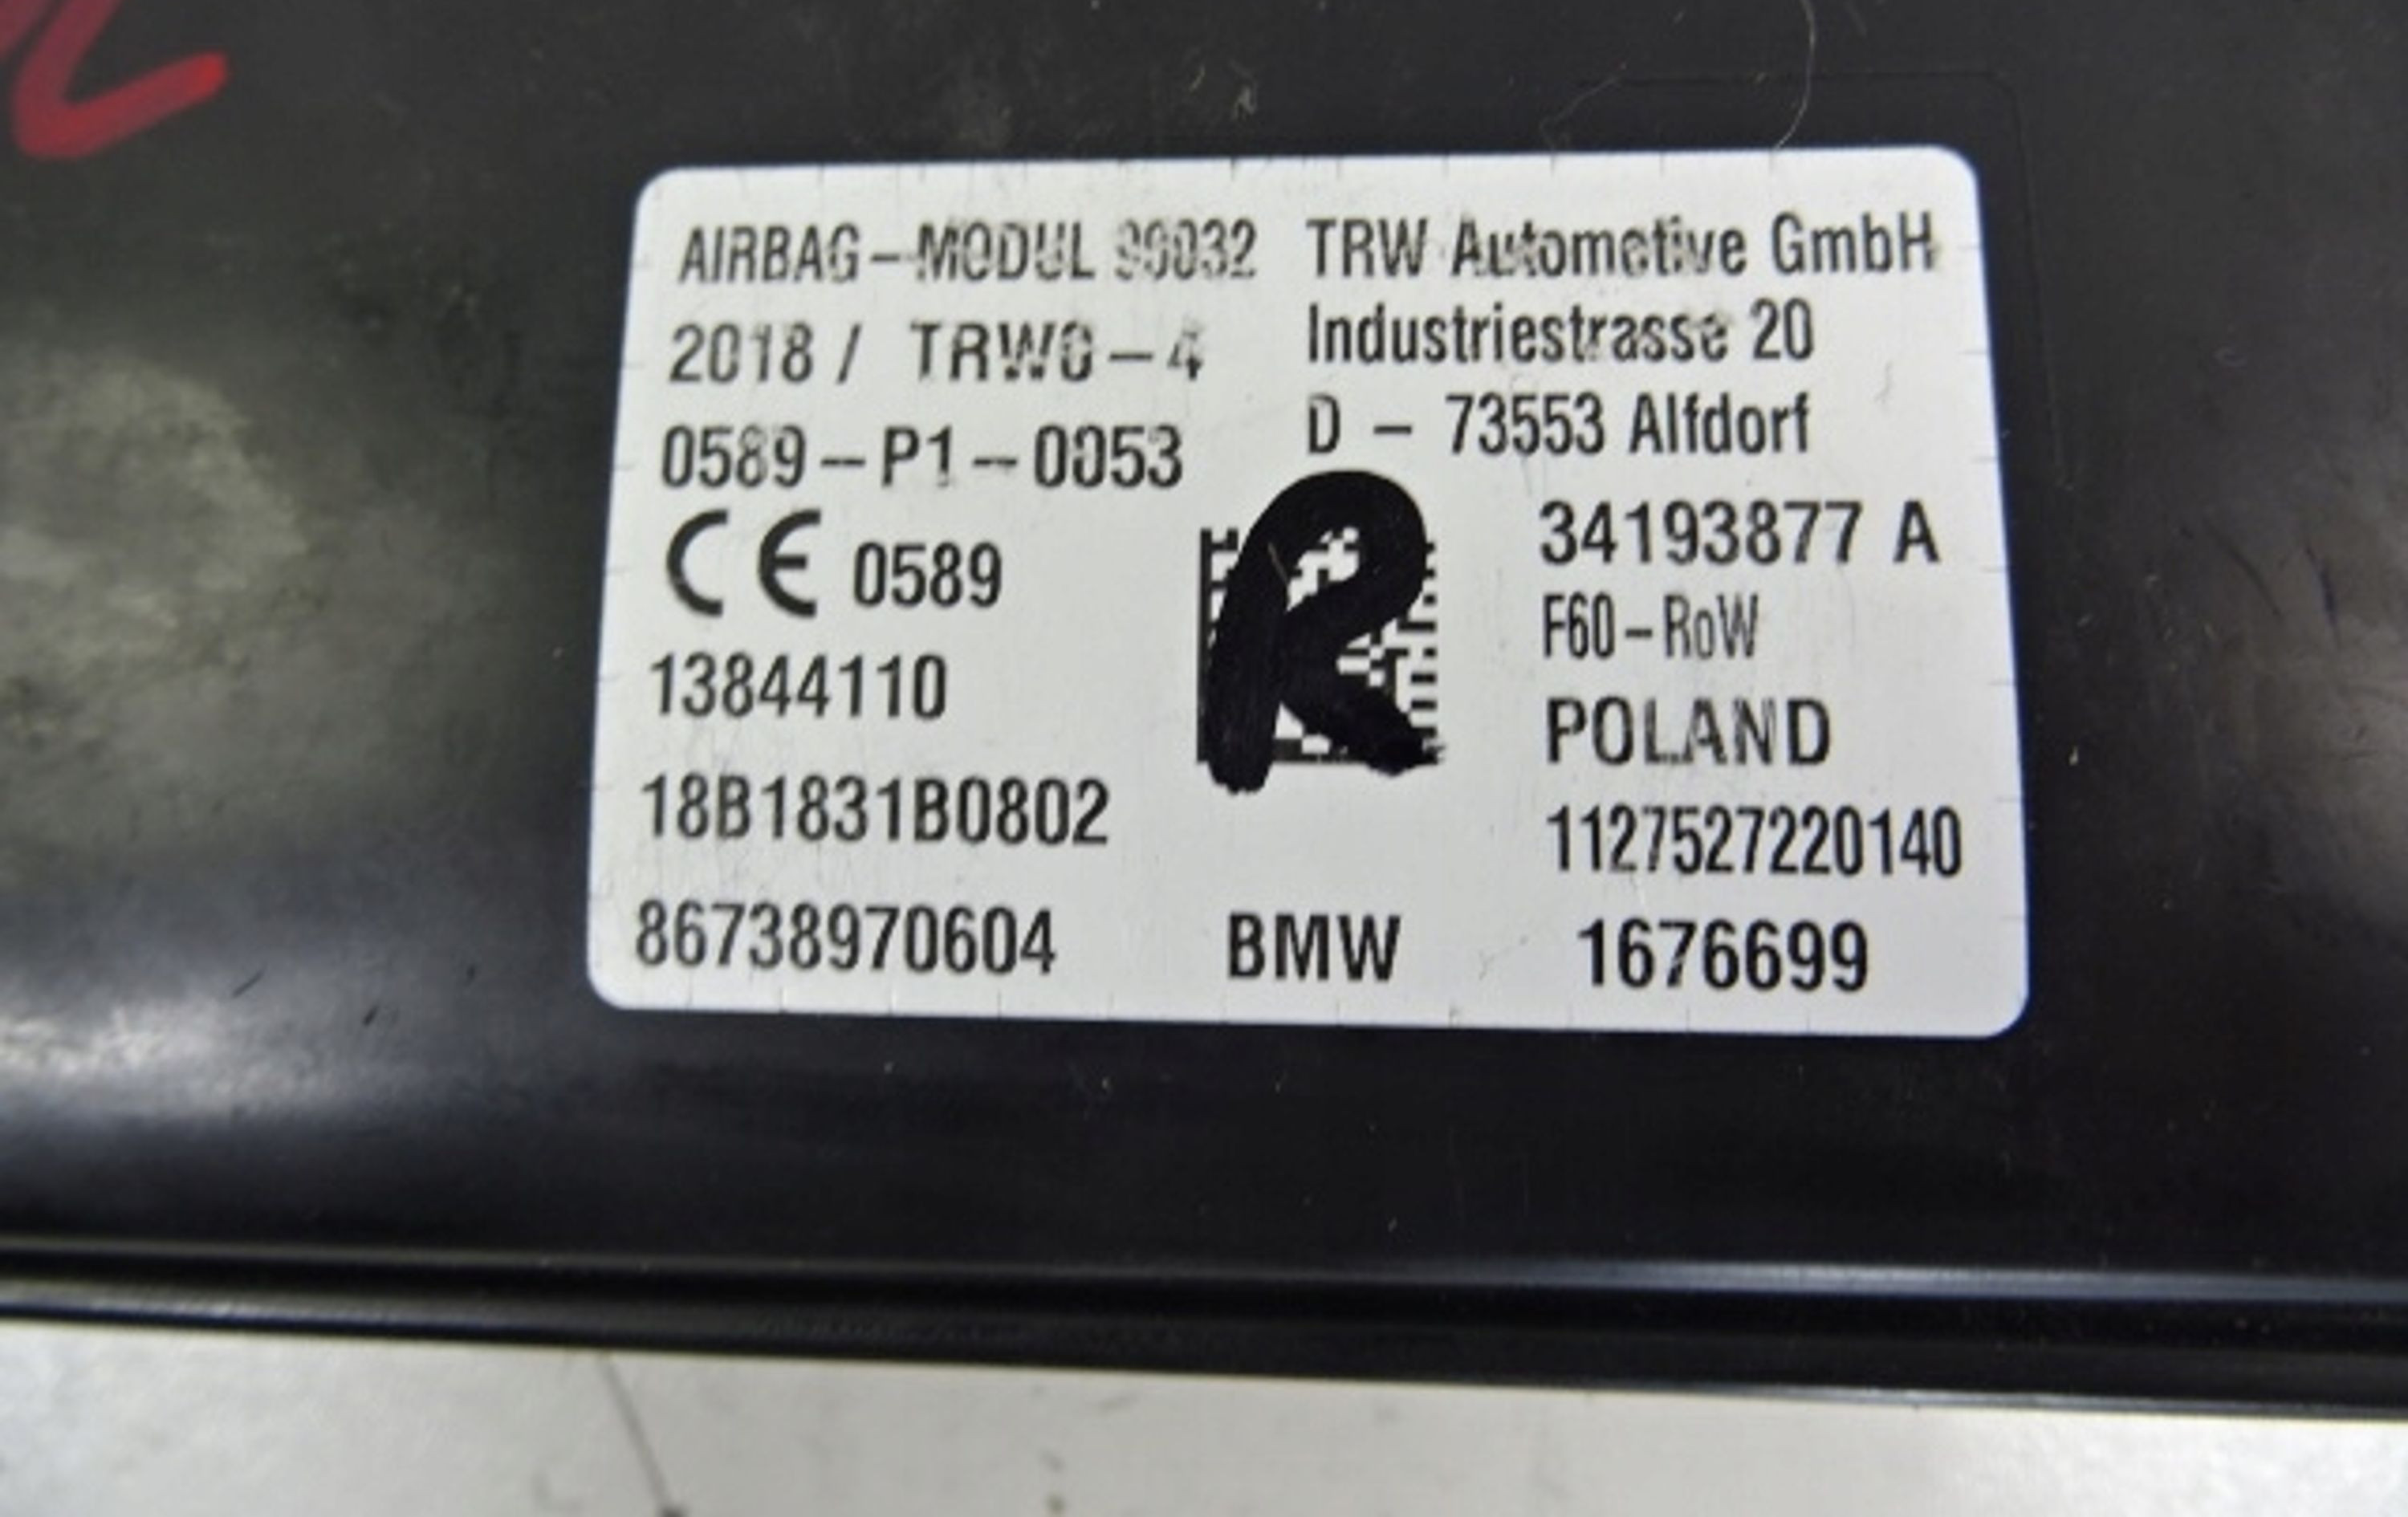 AIRBAG-MODUL 90032
2018 / TRW0-4
0589-P1-0053
CE 0589
13844110
18B1831B0802
86738970604
TRW Automotive GmbH
Industriestrasse 20
D - 73553 Alfdorf
R
34193877 A
F60-RoW
POLAND
1127527220140
BMW 1676699